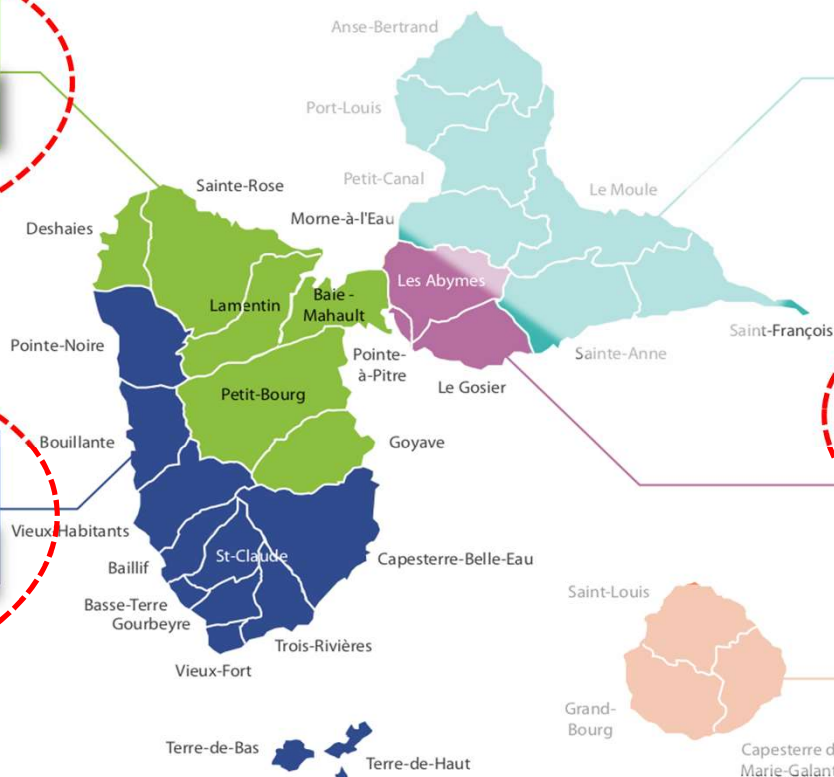 Anse-Bertrand
Port-Louis
Petit-Canal
Sainte-Rose
Le Moule
Morne-à-l'Eau
Deshaies
Les Abymes
Baie -
Mahault
Lamentin
Saint-François
Pointe-Noire
Pointe-
à-Pitre
Sainte-Anne
Le Gosier
Petit-Bourg
Bouillante
Goyave
Vieux-Habitants
St-Claude
Capesterre-Belle-Eau
Baillif
Saint-Louis
Basse-Terre
Gourbeyre
Trois-Rivières
Vieux-Fort
Grand-
Bourg
Terre-de-Bas
Terre-de-Haut
Capesterre d
Marie-Galant